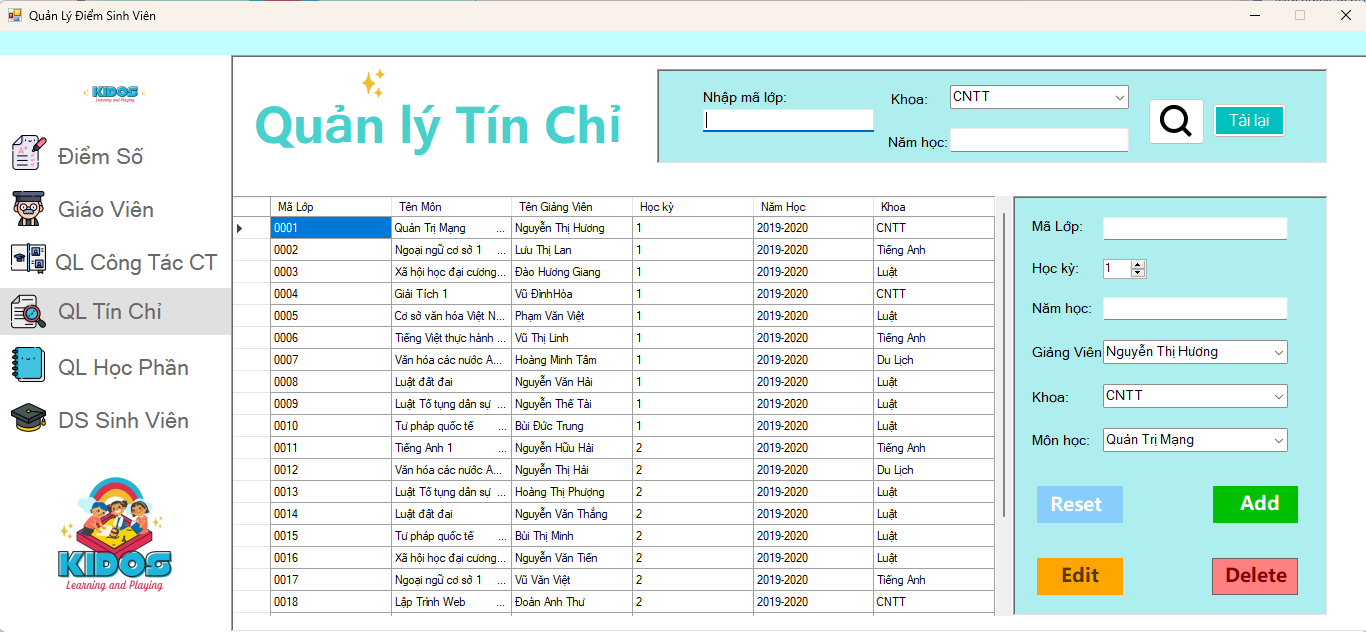 Quản Lý Điểm Sinh Viên
KIDOS
Learning and Playing
Điểm Số
Giáo Viên
QL Công Tác CT
QL Tín Chỉ
QL Học Phần
DS Sinh Viên
KIDOS
Learning and Playing
Quản lý Tín Chỉ
Nhập mã lớp:
Khoa: CNTT
Năm học:
Tải lại
Mã Lớp Tên Môn Tên Giảng Viên Học kỳ Năm Học Khoa
0001 Quản Trị Mạng ... Nguyễn Thị Hương 1 2019-2020 CNTT
0002 Ngoại ngữ cơ sở 1 ... Lưu Thị Lan 1 2019-2020 Tiếng Anh
0003 Xã hội học đại cương... Đào Hương Giang 1 2019-2020 Luật
0004 Giải Tích 1 Vũ ĐìnhHòa 1 2019-2020 CNTT
0005 Cơ sở văn hóa Việt N... Phạm Văn Việt 1 2019-2020 Luật
0006 Tiếng Việt thực hành ... Vũ Thị Linh 1 2019-2020 Tiếng Anh
0007 Văn hóa các nước A... Hoàng Minh Tâm 1 2019-2020 Du Lịch
0008 Luật đất đai Nguyễn Văn Hải 1 2019-2020 Luật
0009 Luật Tố tụng dân sự ... Nguyễn Thế Tài 1 2019-2020 Luật
0010 Tư pháp quốc tế ... Bùi Đức Trung 1 2019-2020 Luật
0011 Tiếng Anh 1 ... Nguyễn Hữu Hải 2 2019-2020 Tiếng Anh
0012 Văn hóa các nước A... Nguyễn Thị Hải 2 2019-2020 Du Lịch
0013 Luật Tố tụng dân sự ... Hoàng Thị Phượng 2 2019-2020 Luật
0014 Luật đất đai ... Nguyễn Văn Thắng 2 2019-2020 Luật
0015 Tư pháp quốc tế ... Bùi Thị Minh 2 2019-2020 Luật
0016 Xã hội học đại cương... Nguyễn Văn Tiến 2 2019-2020 Luật
0017 Ngoại ngữ cơ sở 1 ... Vũ Văn Việt 2 2019-2020 Tiếng Anh
0018 Lập Trình Web ... Đoàn Anh Thư 2 2019-2020 CNTT
Mã Lớp:
Học kỳ: 1
Năm học:
Giảng Viên Nguyễn Thị Hương
Khoa: CNTT
Môn học: Quản Trị Mạng
Reset Add
Edit Delete